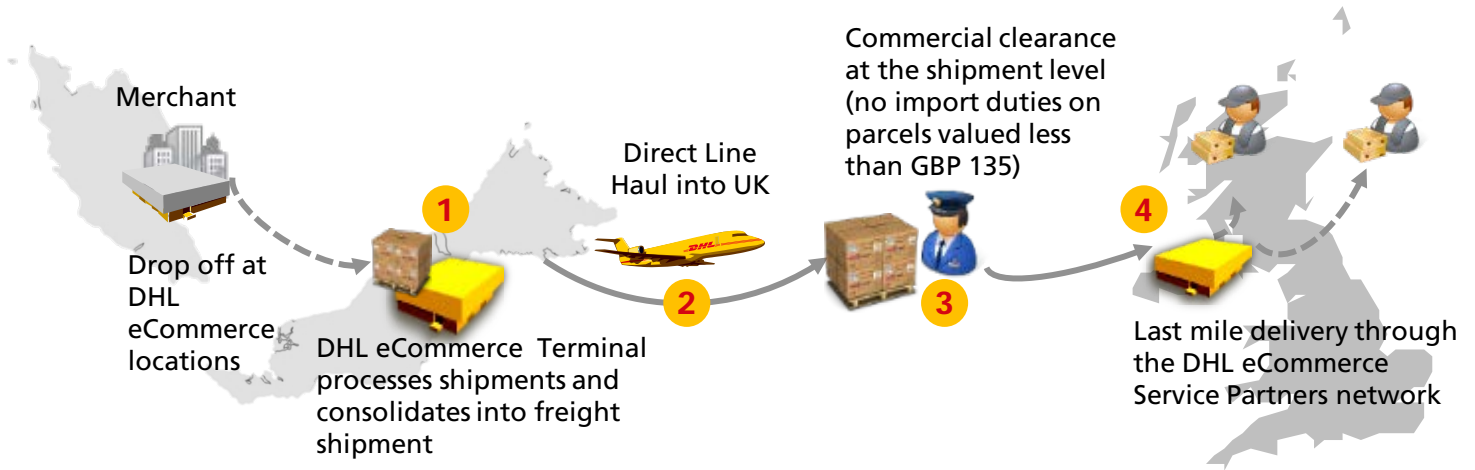 Merchant
Drop off at
DHL
eCommerce
locations
1
DHL eCommerce Terminal
processes shipments and
consolidates into freight
shipment
Direct Line
Haul into UK
DHL
2
Commercial clearance
at the shipment level
(no import duties on
parcels valued less
than GBP 135)
3
4
Last mile delivery through
the DHL eCommerce
Service Partners network